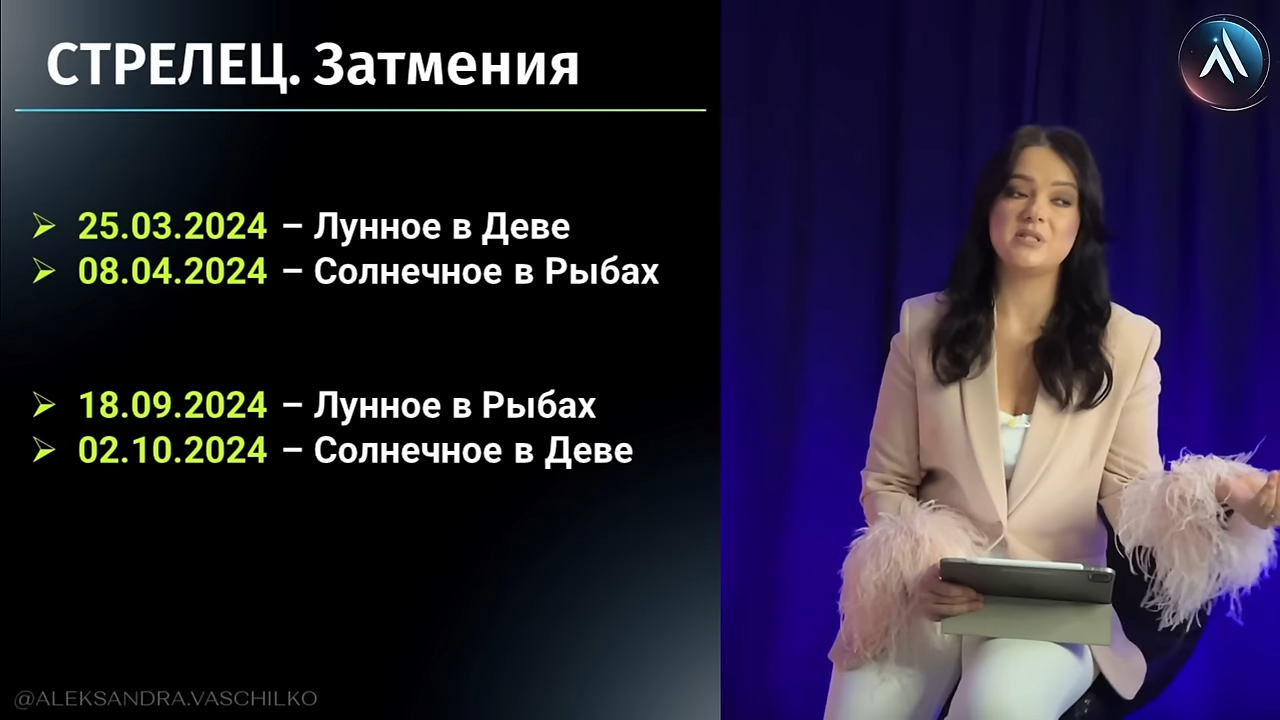 СТРЕЛЕЦ. Затмения
➢ 25.03.2024 – Лунное в Деве
➢ 08.04.2024 – Солнечное в Рыбах
➢ 18.09.2024 – Лунное в Рыбах
➢ 02.10.2024 – Солнечное в Деве
@ALEKSANDRA.VASCHILKO